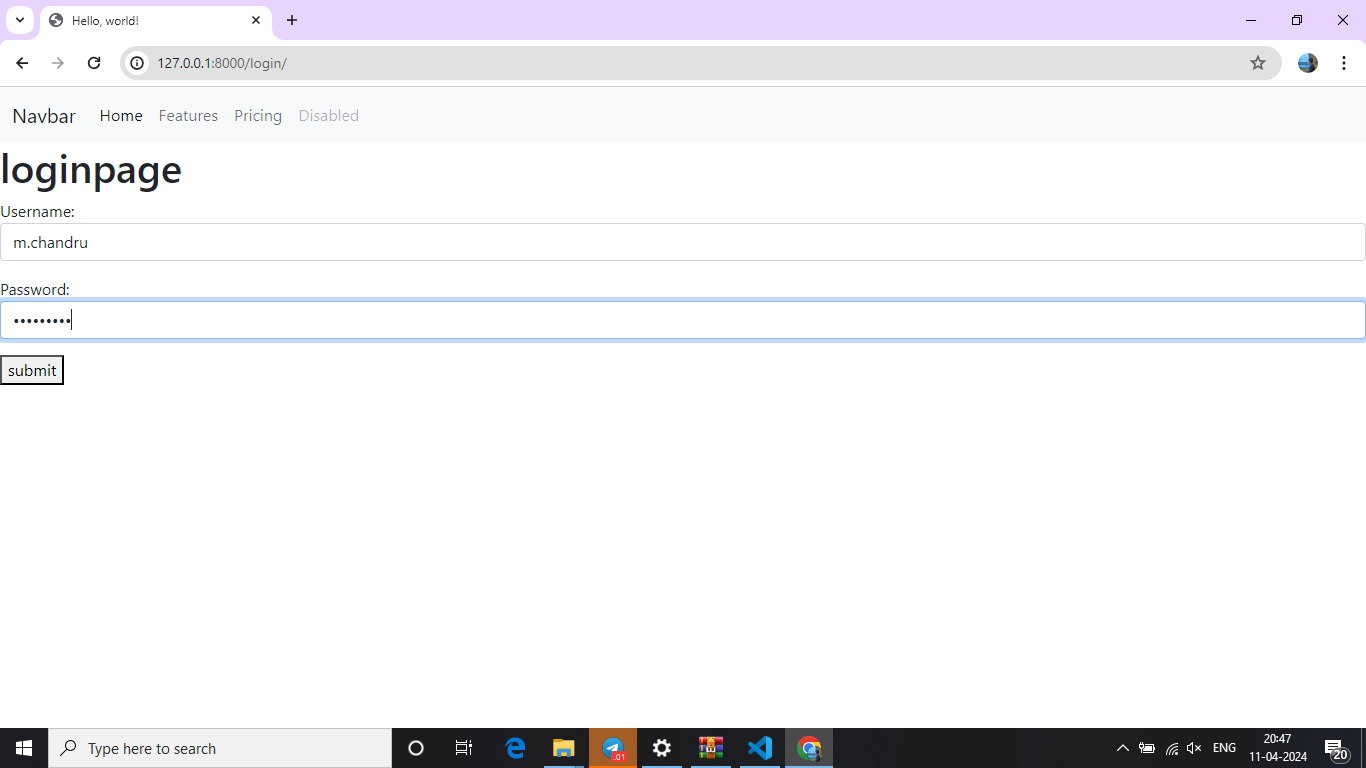 Hello, world!
127.0.0.1:8000/login/
Navbar Home Features Pricing Disabled
loginpage
Username:
m.chandru
Password:
•••••••••
submit
Type here to search
.01
ENG
20:47
11-04-2024
20